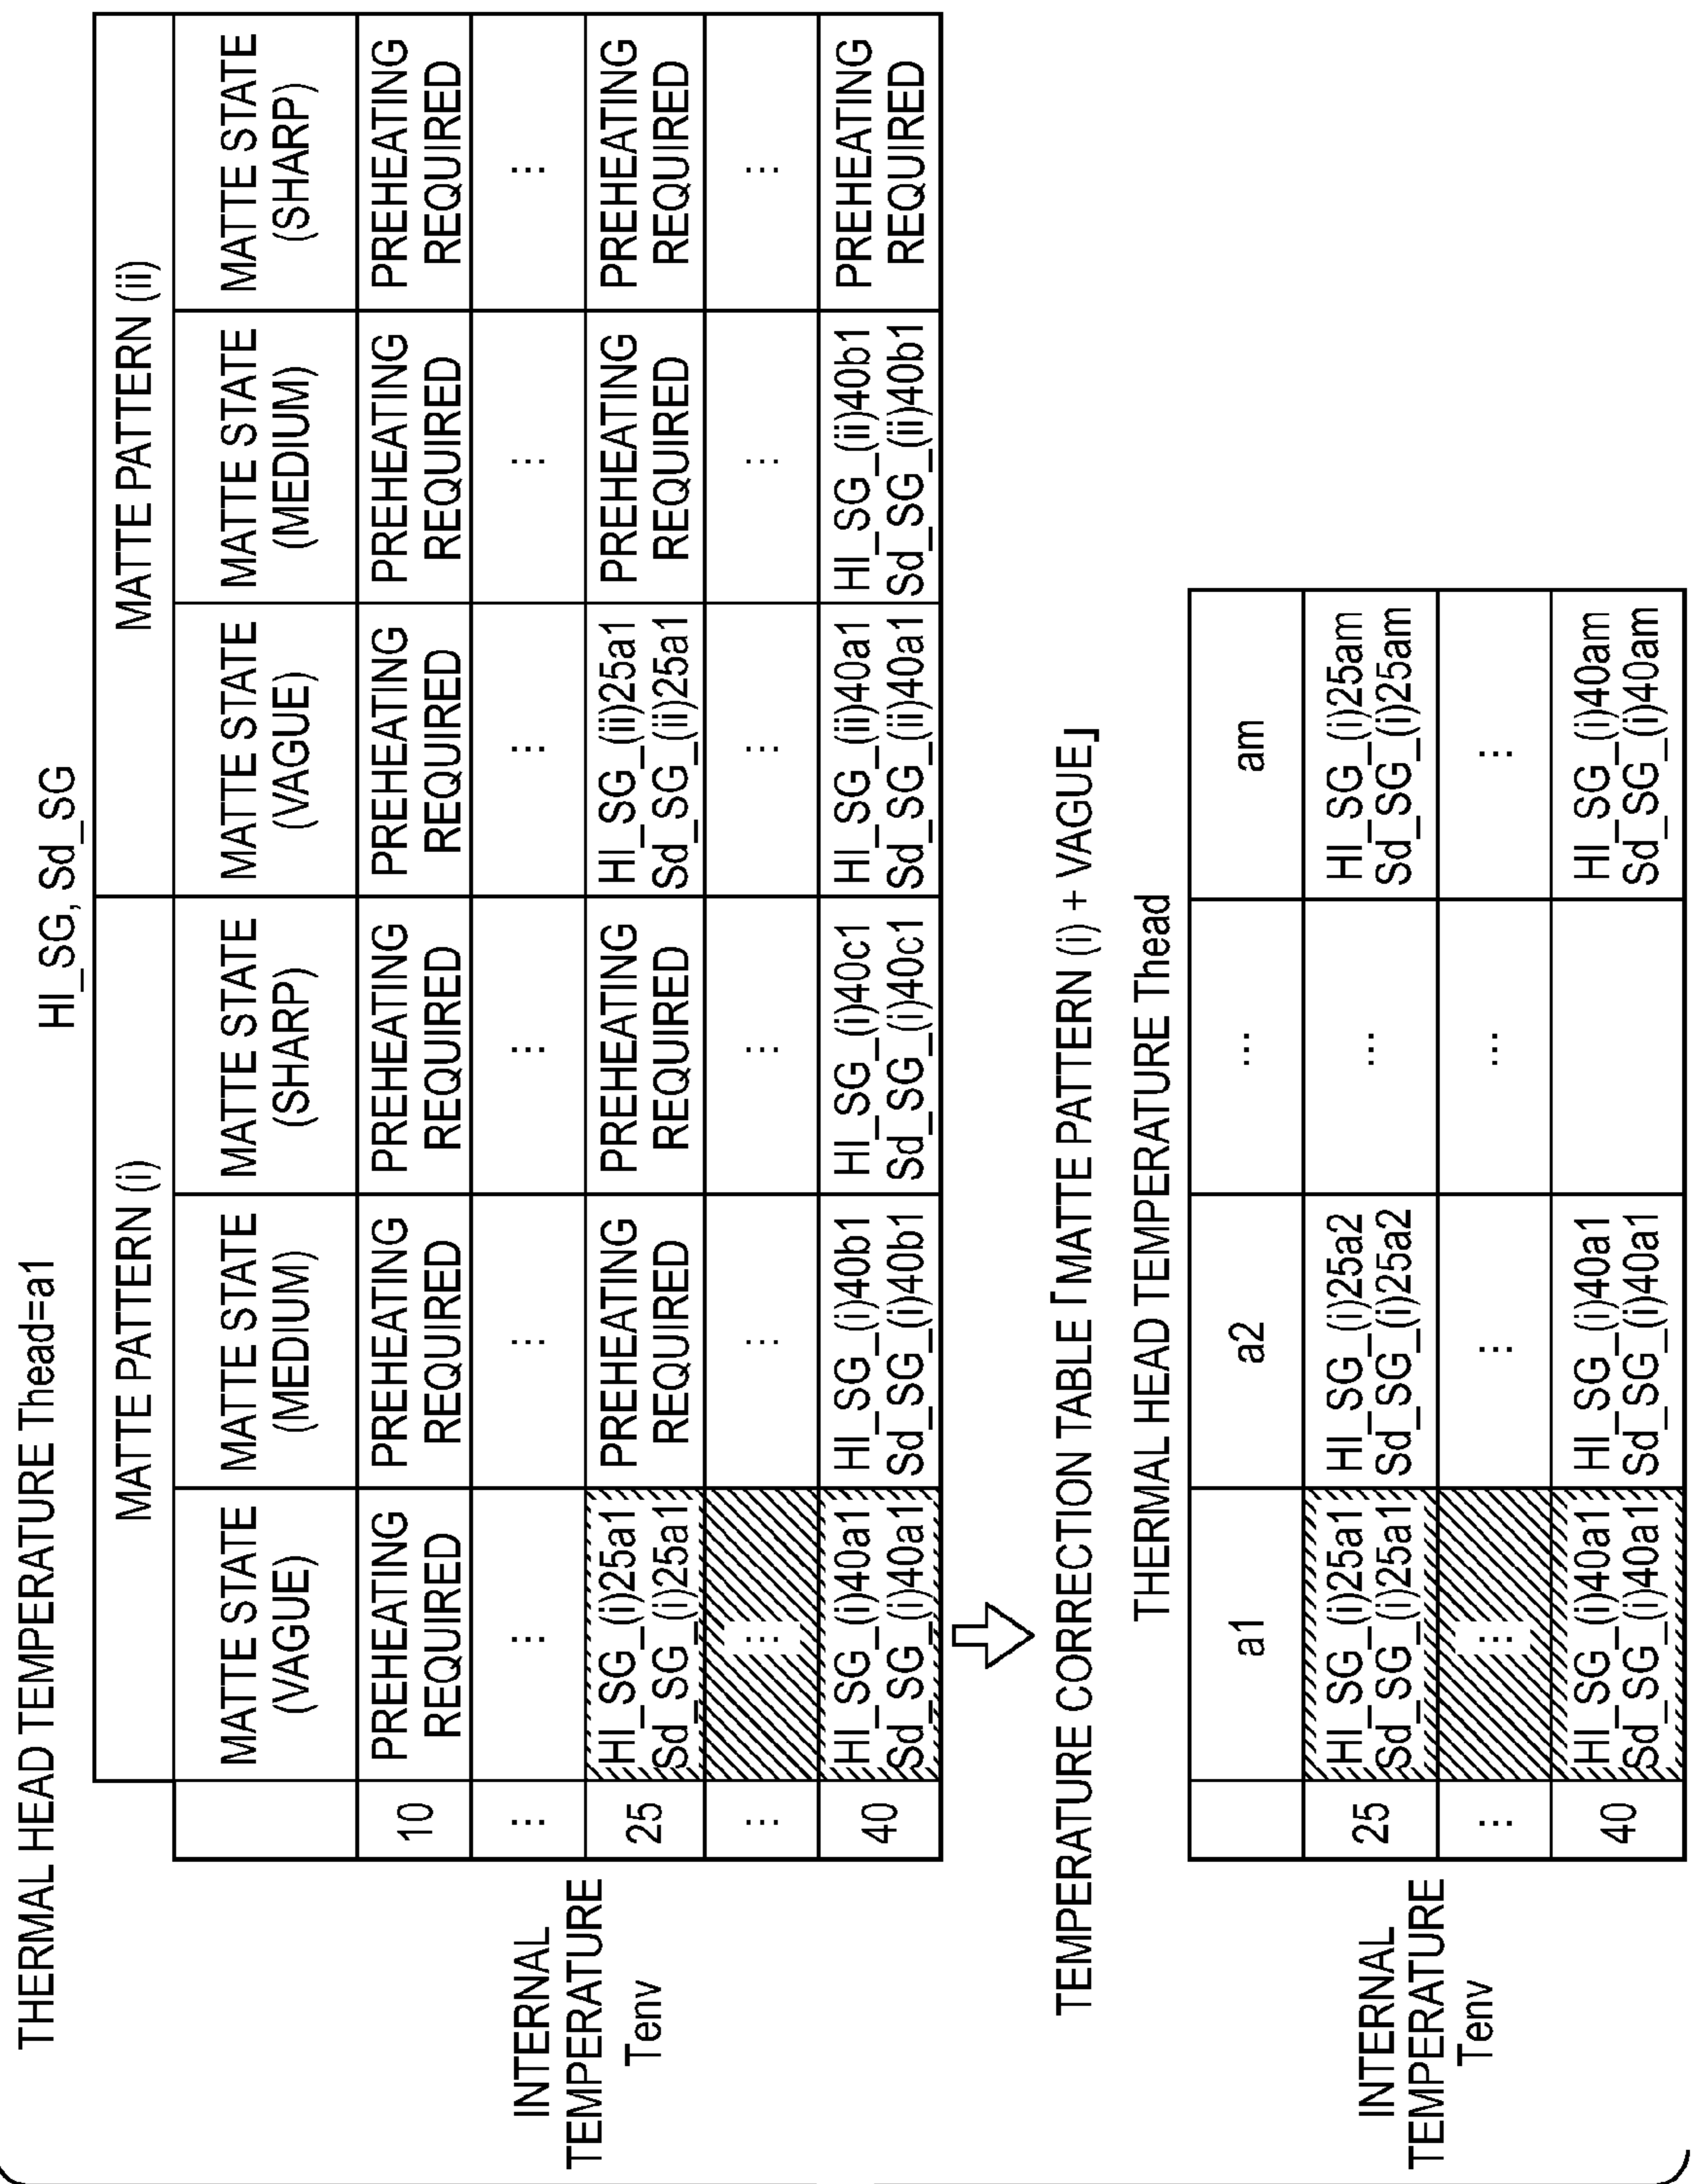 THERMAL HEAD TEMPERATURE Thead=a1
HI_SG, Sd_SG
MATTE PATTERN (i)
MATTE PATTERN (ii)
MATTE STATE
(VAGUE)
MATTE STATE
(MEDIUM)
MATTE STATE
(SHARP)
MATTE STATE
(VAGUE)
MATTE STATE
(MEDIUM)
MATTE STATE
(SHARP)
INTERNAL
TEMPERATURE
Tenv
10
PREHEATING
REQUIRED
PREHEATING
REQUIRED
PREHEATING
REQUIRED
PREHEATING
REQUIRED
PREHEATING
REQUIRED
PREHEATING
REQUIRED
...
...
...
...
...
...
...
25
HI_SG_(i)25a1
Sd_SG_(i)25a1
PREHEATING
REQUIRED
PREHEATING
REQUIRED
HI_SG_(ii)25a1
Sd_SG_(ii)25a1
PREHEATING
REQUIRED
PREHEATING
REQUIRED
...
...
...
...
...
...
...
40
HI_SG_(i)40a1
Sd_SG_(i)40a1
HI_SG_(i)40b1
Sd_SG_(i)40b1
HI_SG_(i)40c1
Sd_SG_(i)40c1
HI_SG_(ii)40a1
Sd_SG_(ii)40a1
HI_SG_(ii)40b1
Sd_SG_(ii)40b1
PREHEATING
REQUIRED
TEMPERATURE CORRECTION TABLE「MATTE PATTERN (i) + VAGUE」
THERMAL HEAD TEMPERATURE Thead
a1
a2
...
am
INTERNAL
TEMPERATURE
Tenv
25
HI_SG_(i)25a1
Sd_SG_(i)25a1
HI_SG_(i)25a2
Sd_SG_(i)25a2
...
HI_SG_(i)25am
Sd_SG_(i)25am
...
...
...
...
...
40
HI_SG_(i)40a1
Sd_SG_(i)40a1
HI_SG_(i)40a1
Sd_SG_(i)40a1
HI_SG_(i)40am
Sd_SG_(i)40am